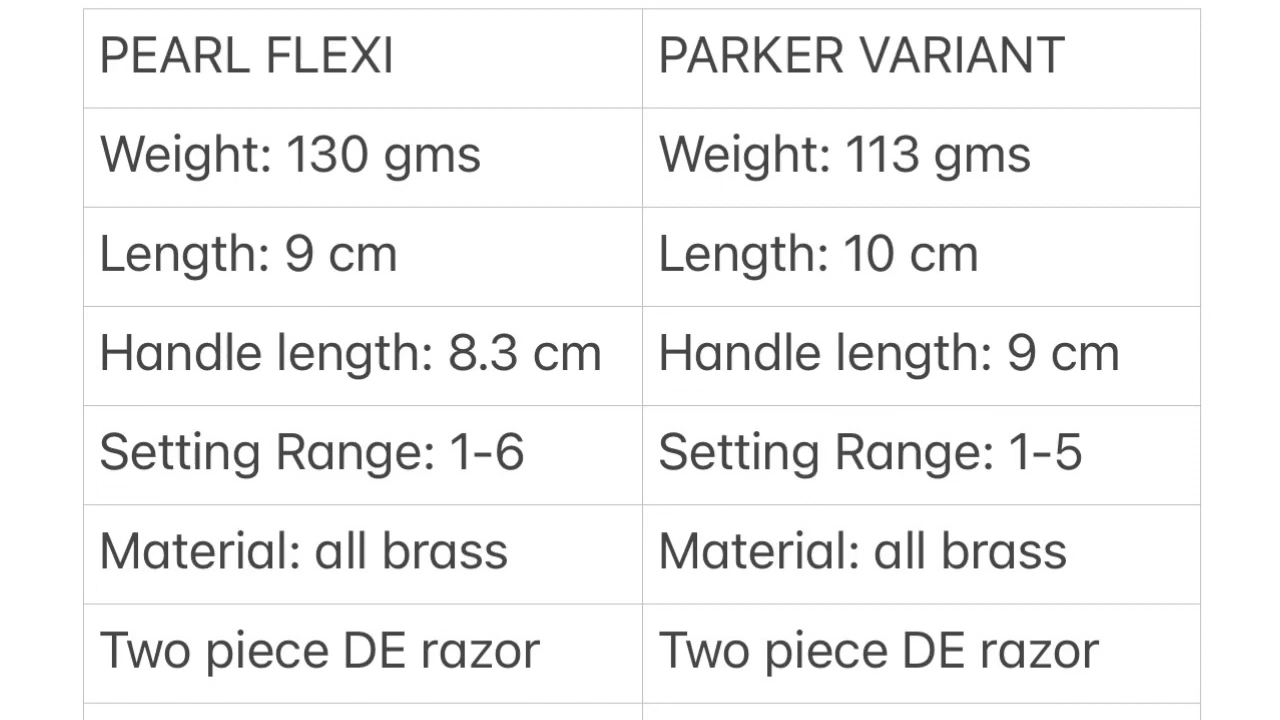 PEARL FLEXI
PARKER VARIANT
Weight: 130 gms
Weight: 113 gms
Length: 9 cm
Length: 10 cm
Handle length: 8.3 cm
Handle length: 9 cm
Setting Range: 1-6
Setting Range: 1-5
Material: all brass
Material: all brass
Two piece DE razor
Two piece DE razor